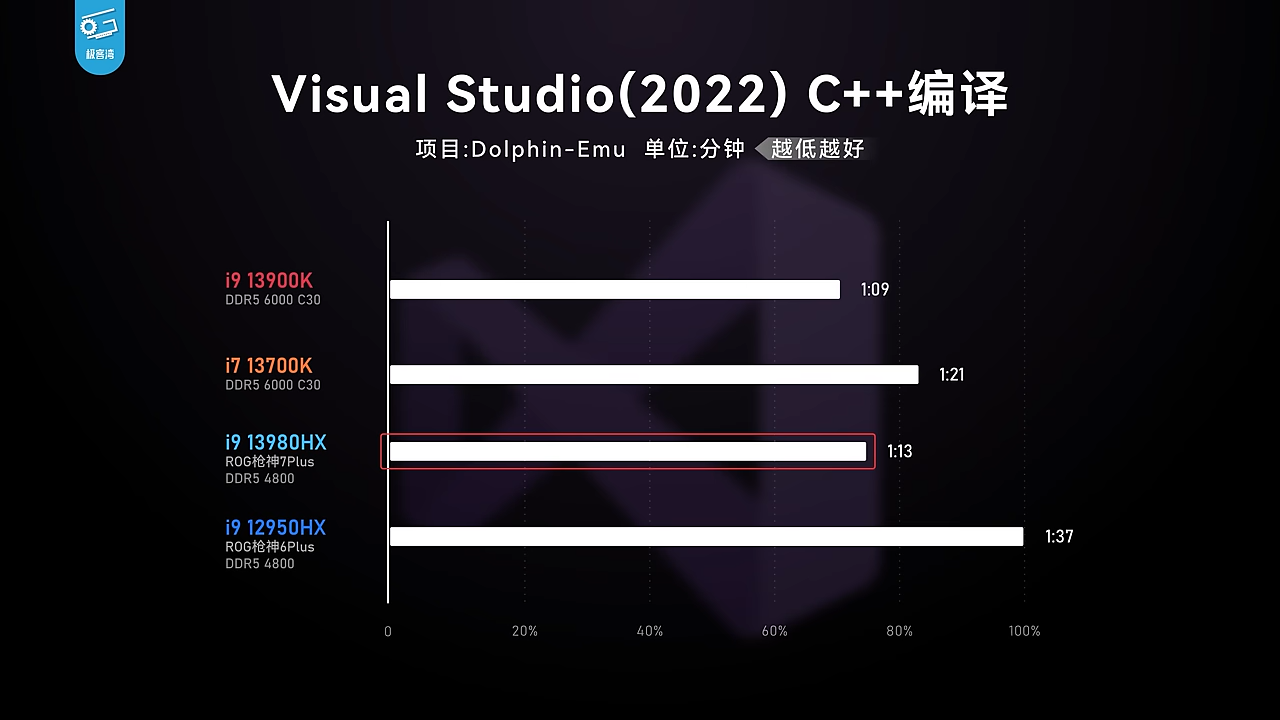 极客湾
Visual Studio(2022) C++编译
项目:Dolphin-Emu 单位:分钟 越低越好
i9 13900K
DDR5 6000 C30
1:09
i7 13700K
DDR5 6000 C30
1:21
i9 13980HX
ROG枪神7Plus
DDR5 4800
1:13
i9 12950HX
ROG枪神6Plus
DDR5 4800
1:37
0 20% 40% 60% 80% 100%